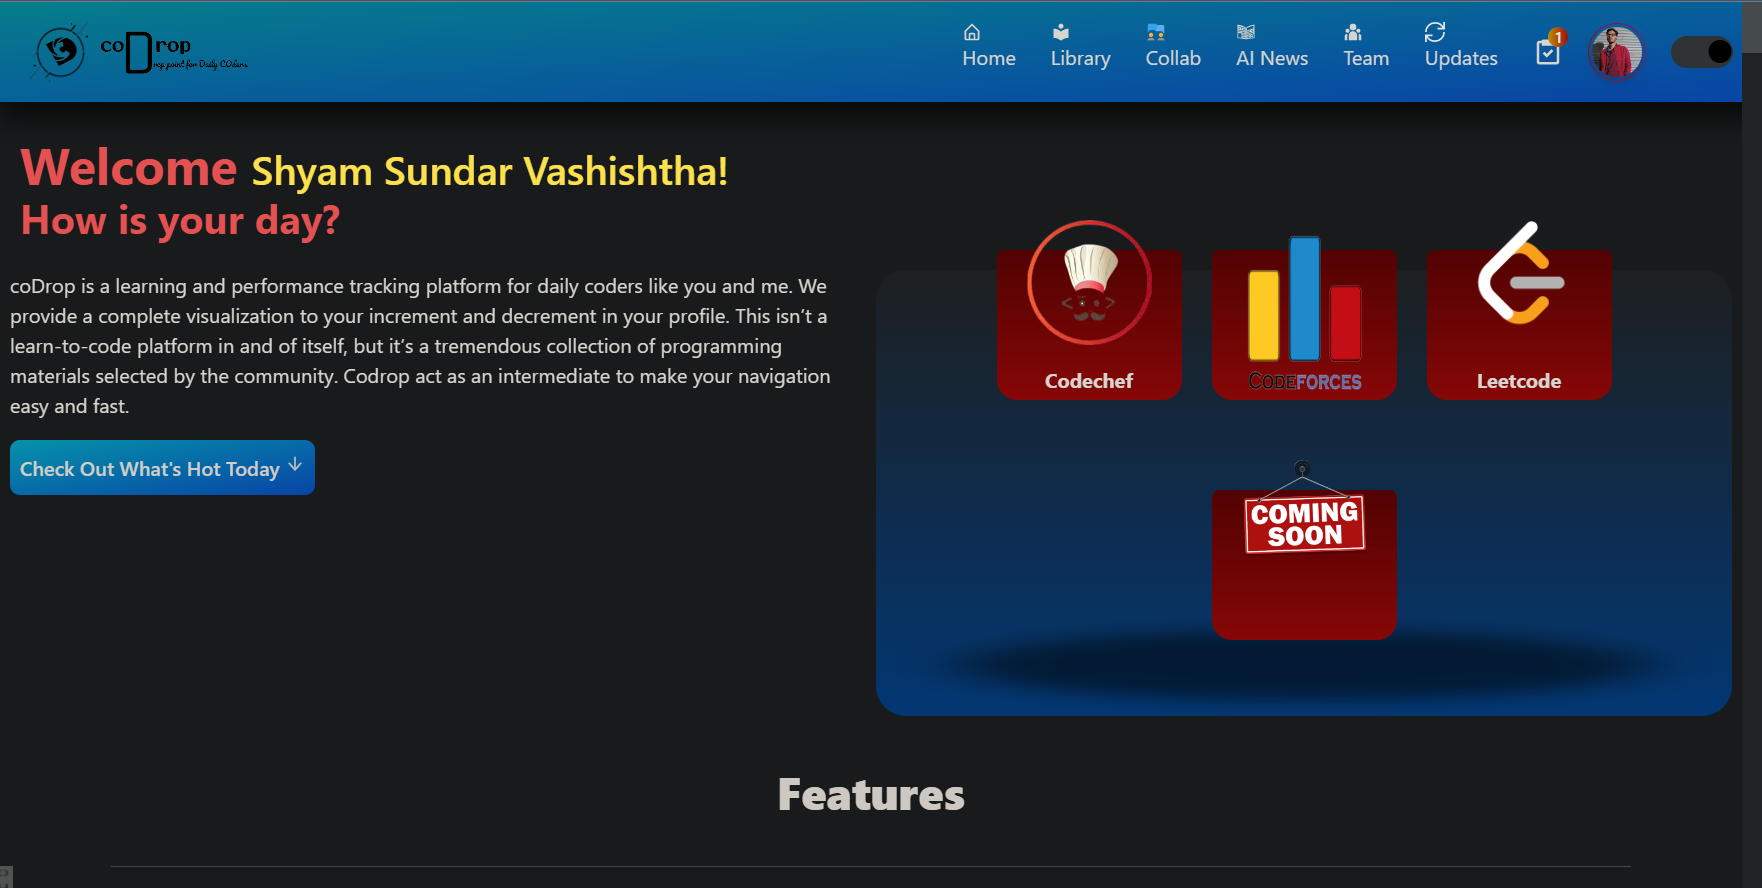 coDrop
Drop point for Daily COders
Home
Library
Collab
AI News
Team
Updates
1
Welcome Shyam Sundar Vashishtha!
How is your day?
coDrop is a learning and performance tracking platform for daily coders like you and me. We
provide a complete visualization to your increment and decrement in your profile. This isn’t a
learn-to-code platform in and of itself, but it’s a tremendous collection of programming
materials selected by the community. Codrop act as an intermediate to make your navigation
easy and fast.
Check Out What's Hot Today
Codechef
CODEFORCES
Leetcode
COMING
SOON
Features